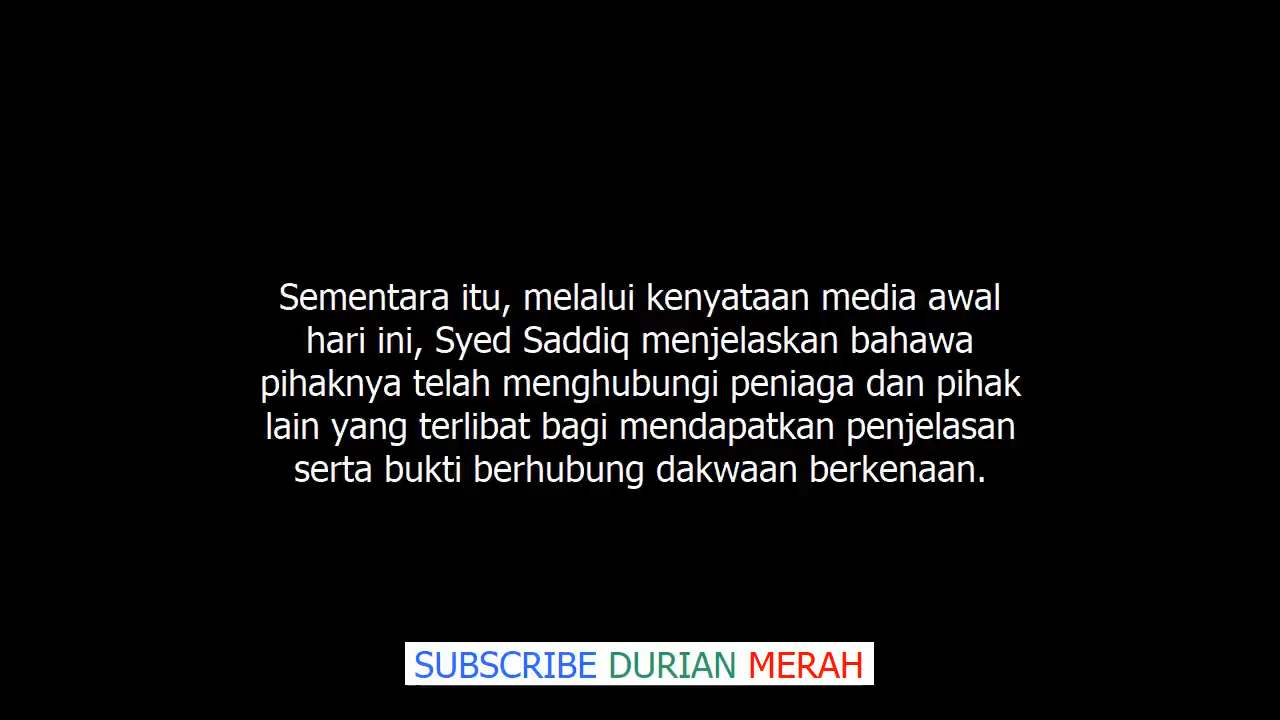 Sementara itu, melalui kenyataan media awal
hari ini, Syed Saddiq menjelaskan bahawa
pihaknya telah menghubungi peniaga dan pihak
lain yang terlibat bagi mendapatkan penjelasan
serta bukti berhubung dakwaan berkenaan.
SUBSCRIBE DURIAN MERAH